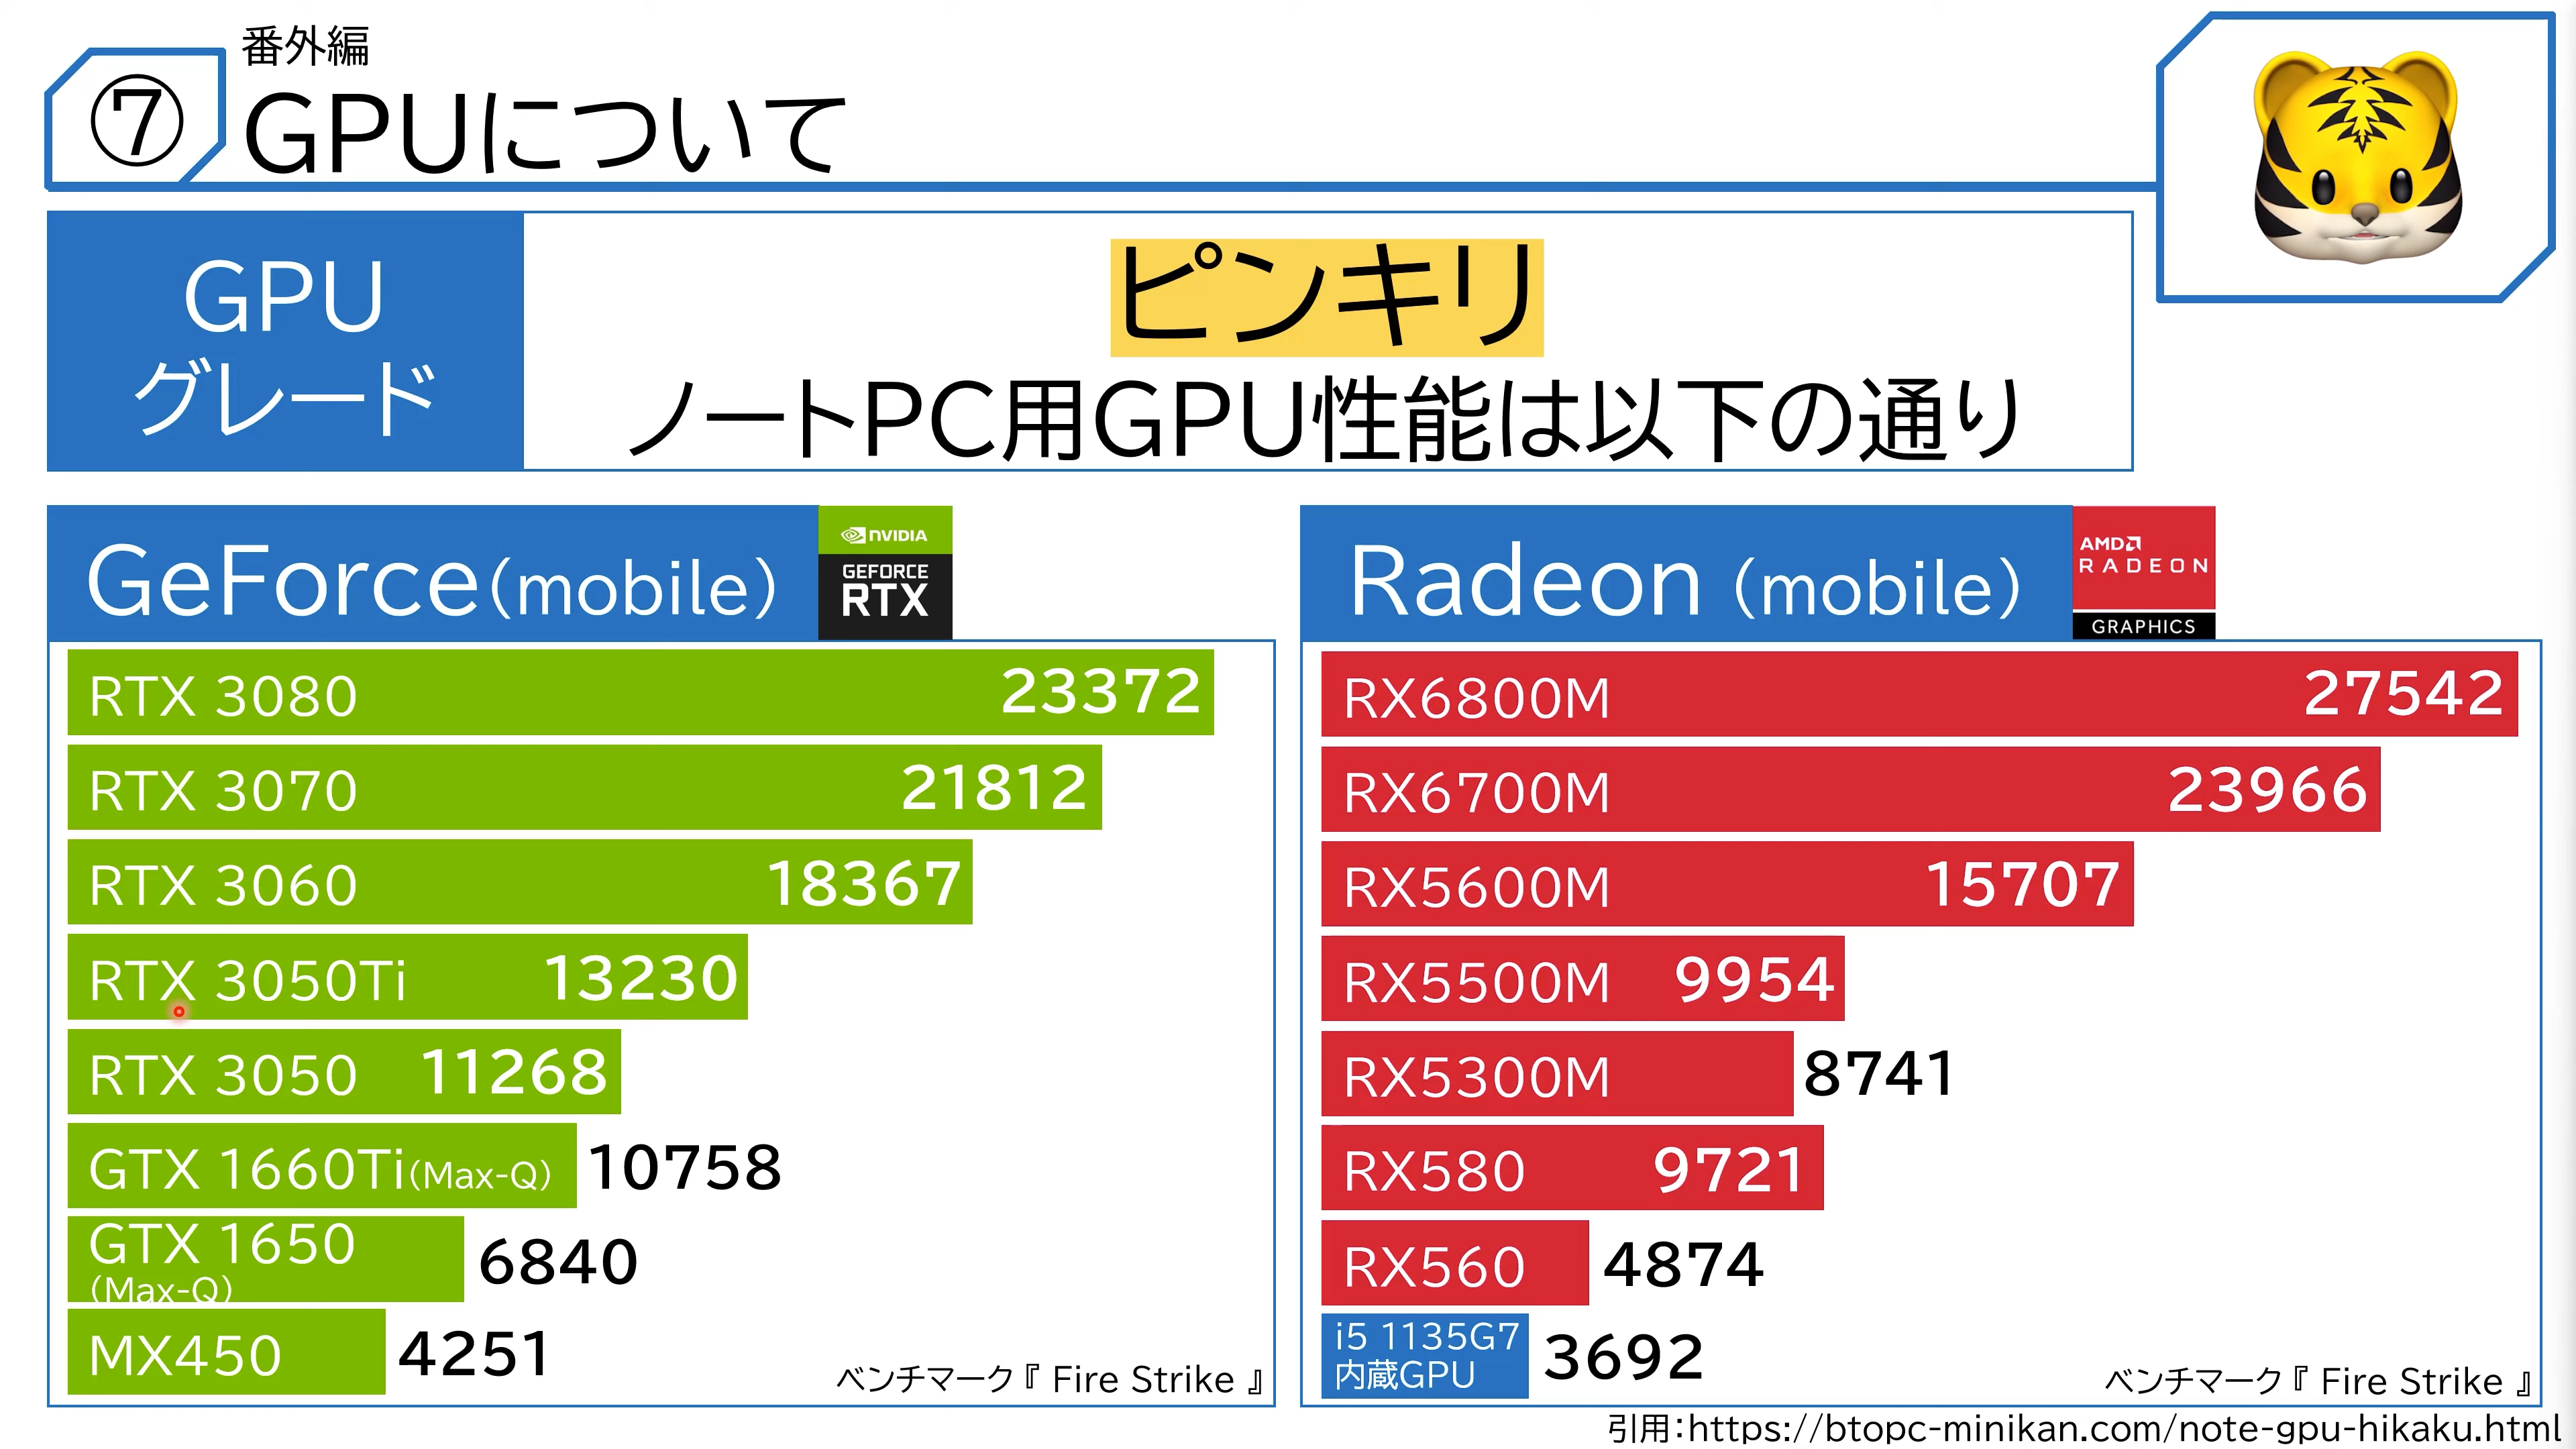 番外編
⑦ GPUについて
GPU
グレード
ピンキリ
ノートPC用GPU性能は以下の通り
GeForce(mobile)
NVIDIA
GEFORCE
RTX
RTX 3080 23372
RTX 3070 21812
RTX 3060 18367
RTX 3050Ti 13230
RTX 3050 11268
GTX 1660Ti(Max-Q) 10758
GTX 1650
(Max-Q)
6840
MX450 4251
ベンチマーク『 Fire Strike 』
Radeon (mobile)
AMD
RADEON
GRAPHICS
RX6800M 27542
RX6700M 23966
RX5600M 15707
RX5500M 9954
RX5300M 8741
RX580 9721
RX560 4874
i5 1135G7
内蔵GPU
3692
ベンチマーク『 Fire Strike 』
引用:https://btopc-minikan.com/note-gpu-hikaku.html